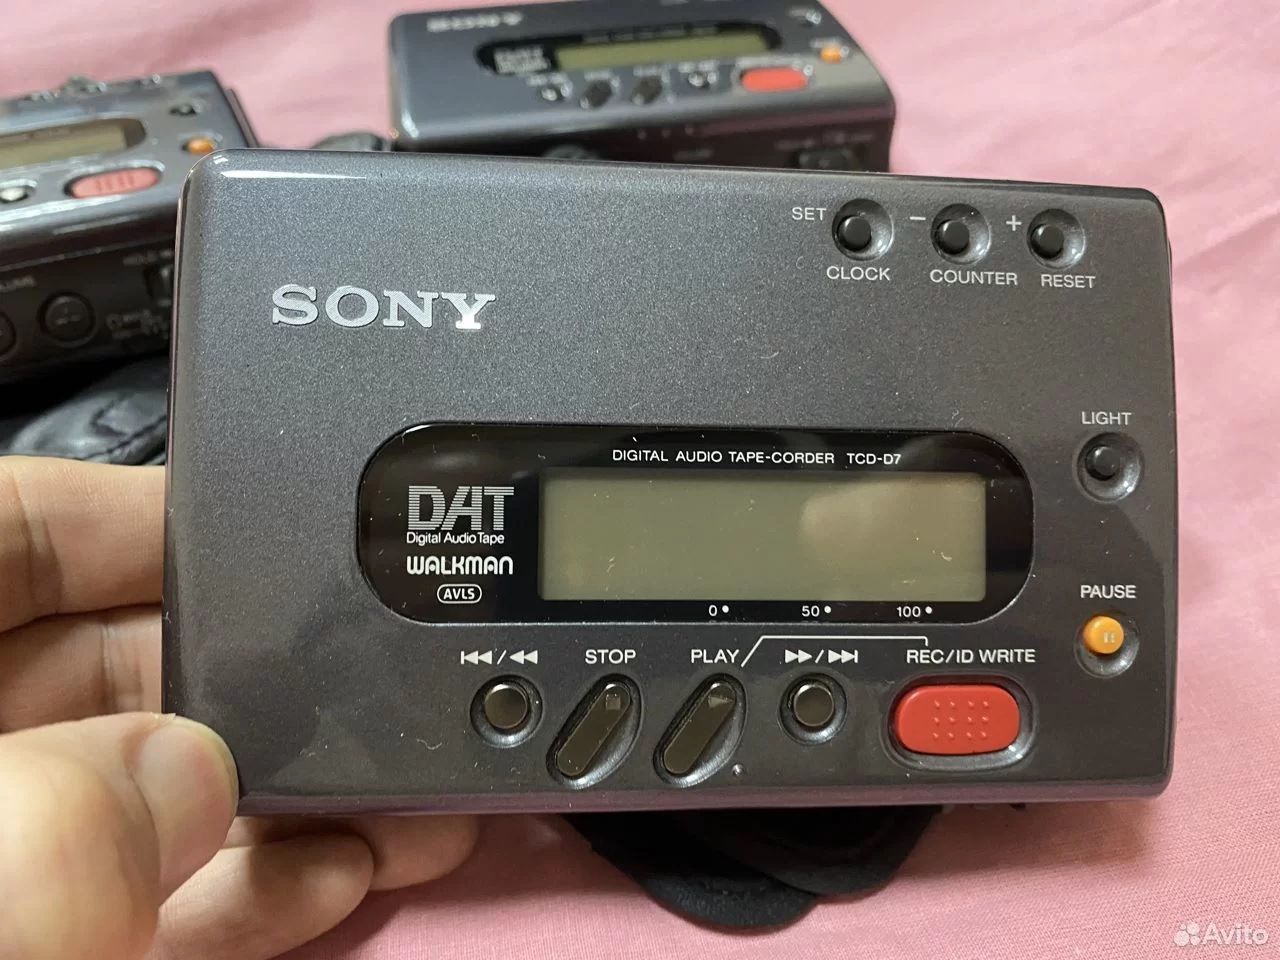 SONY
DAT
SET - +
CLOCK COUNTER RESET
SONY
LIGHT
DIGITAL AUDIO TAPE-CORDER TCD-D7
DAT
Digital Audio Tape
WALKMAN
AVLS
0 50 100
PAUSE
STOP PLAY REC/ID WRITE
Avito